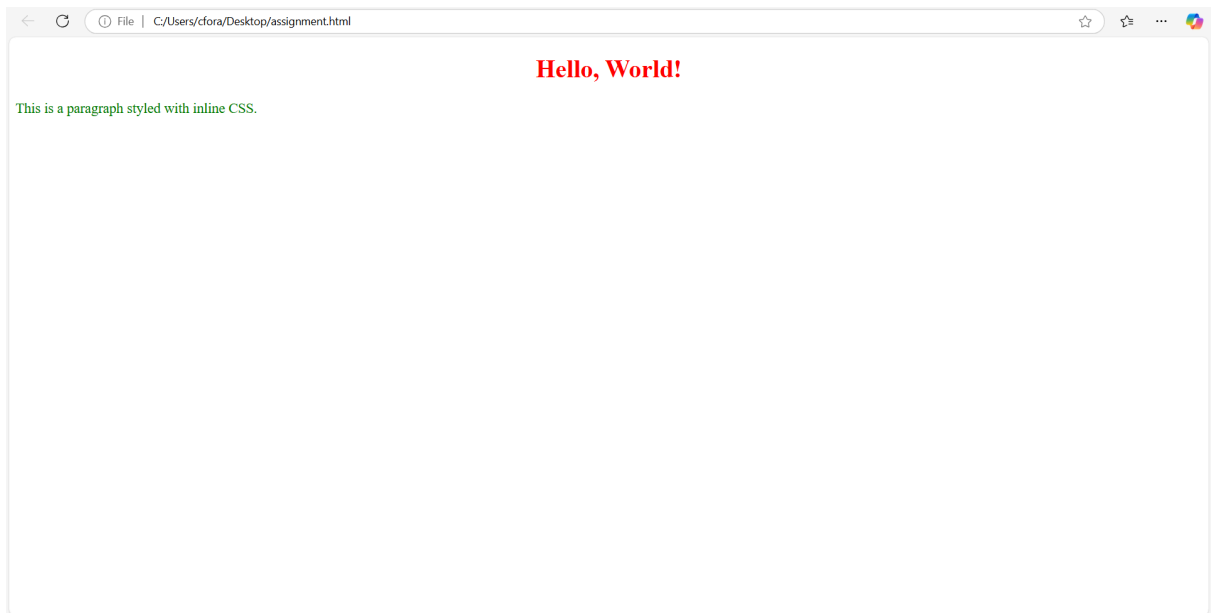 File | C:/Users/cfora/Desktop/assignment.html
Hello, World!
This is a paragraph styled with inline CSS.